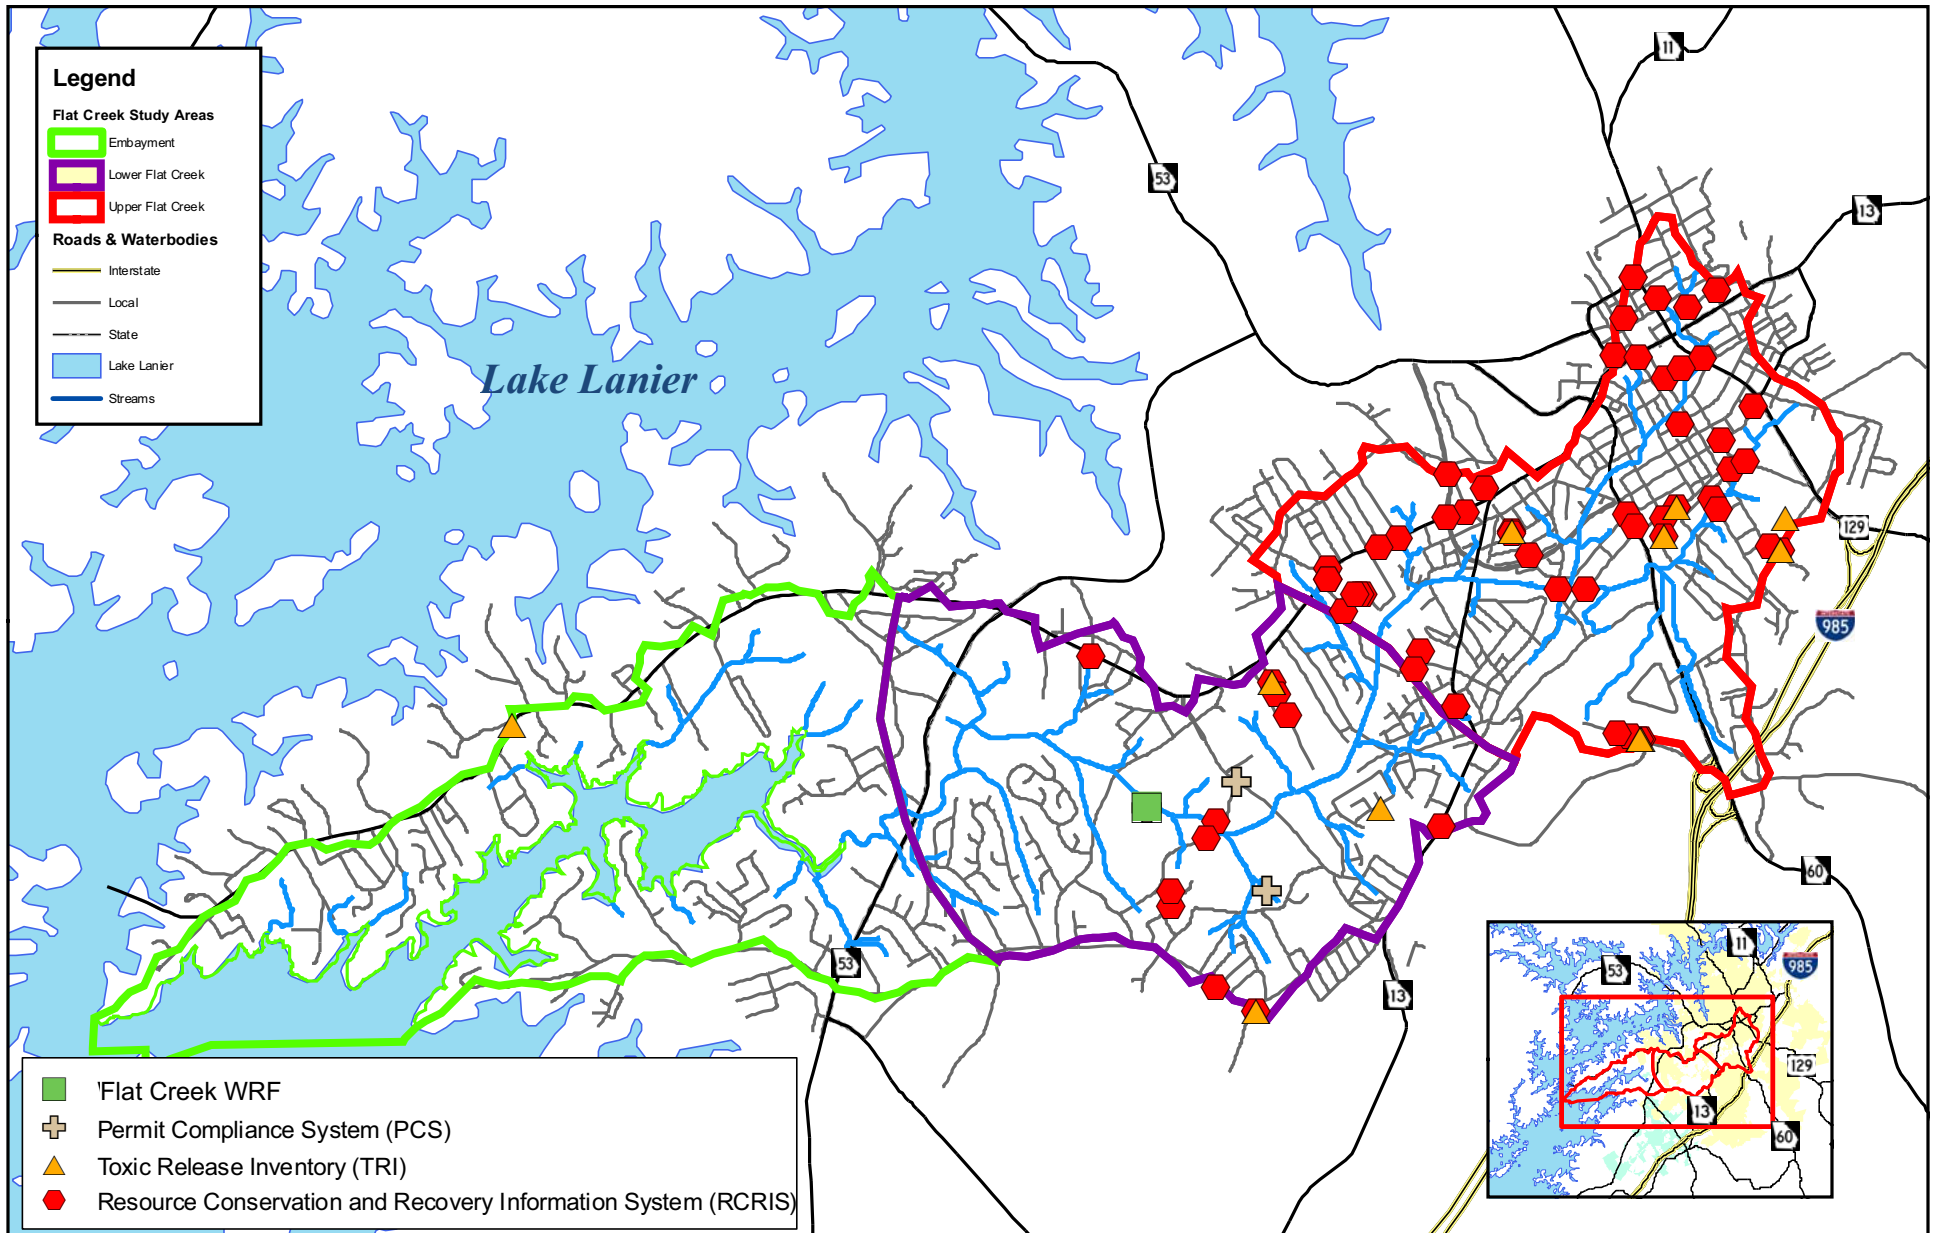 Legend
Flat Creek Study Areas
Embayment
Lower Flat Creek
Upper Flat Creek
Roads & Waterbodies
Interstate
Local
State
Lake Lanier
Streams
11
53
13
Lake Lanier
129
985
60
53
13
11
53
985
129
13
60
'Flat Creek WRF
Permit Compliance System (PCS)
Toxic Release Inventory (TRI)
Resource Conservation and Recovery Information System (RCRIS)